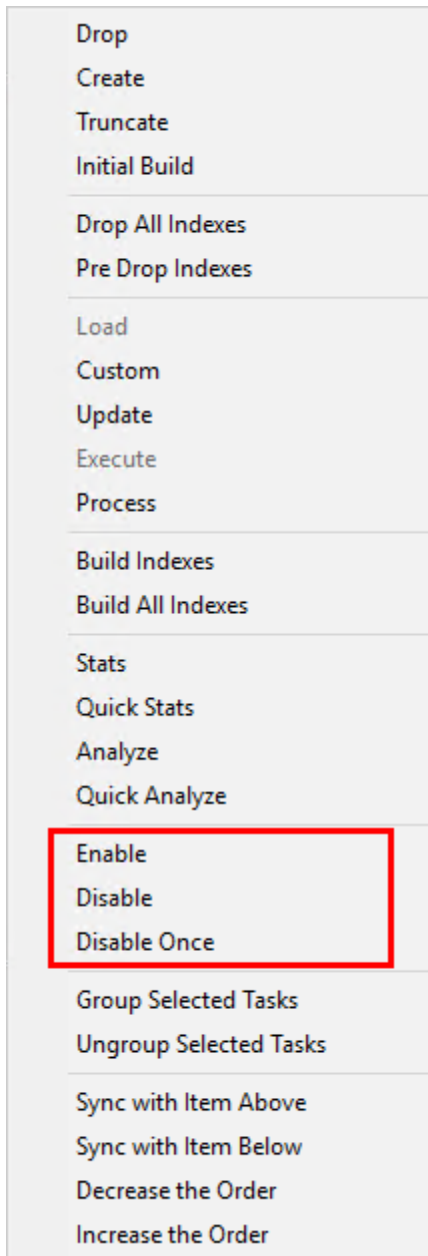 Drop
Create
Truncate
Initial Build
Drop All Indexes
Pre Drop Indexes
Load
Custom
Update
Execute
Process
Build Indexes
Build All Indexes
Stats
Quick Stats
Analyze
Quick Analyze
Enable
Disable
Disable Once
Group Selected Tasks
Ungroup Selected Tasks
Sync with Item Above
Sync with Item Below
Decrease the Order
Increase the Order